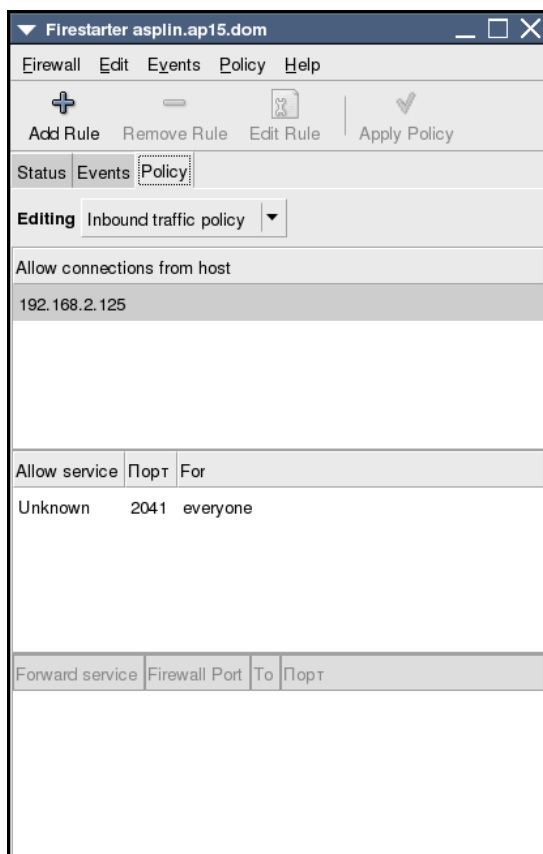 Firestarter asplin.ap15.dom
Firewall Edit Events Policy Help
Add Rule Remove Rule Edit Rule Apply Policy
Status Events Policy
Editing Inbound traffic policy
Allow connections from host
192.168.2.125
Allow service Порт For
Unknown 2041 everyone
Forward service Firewall Port To Порт